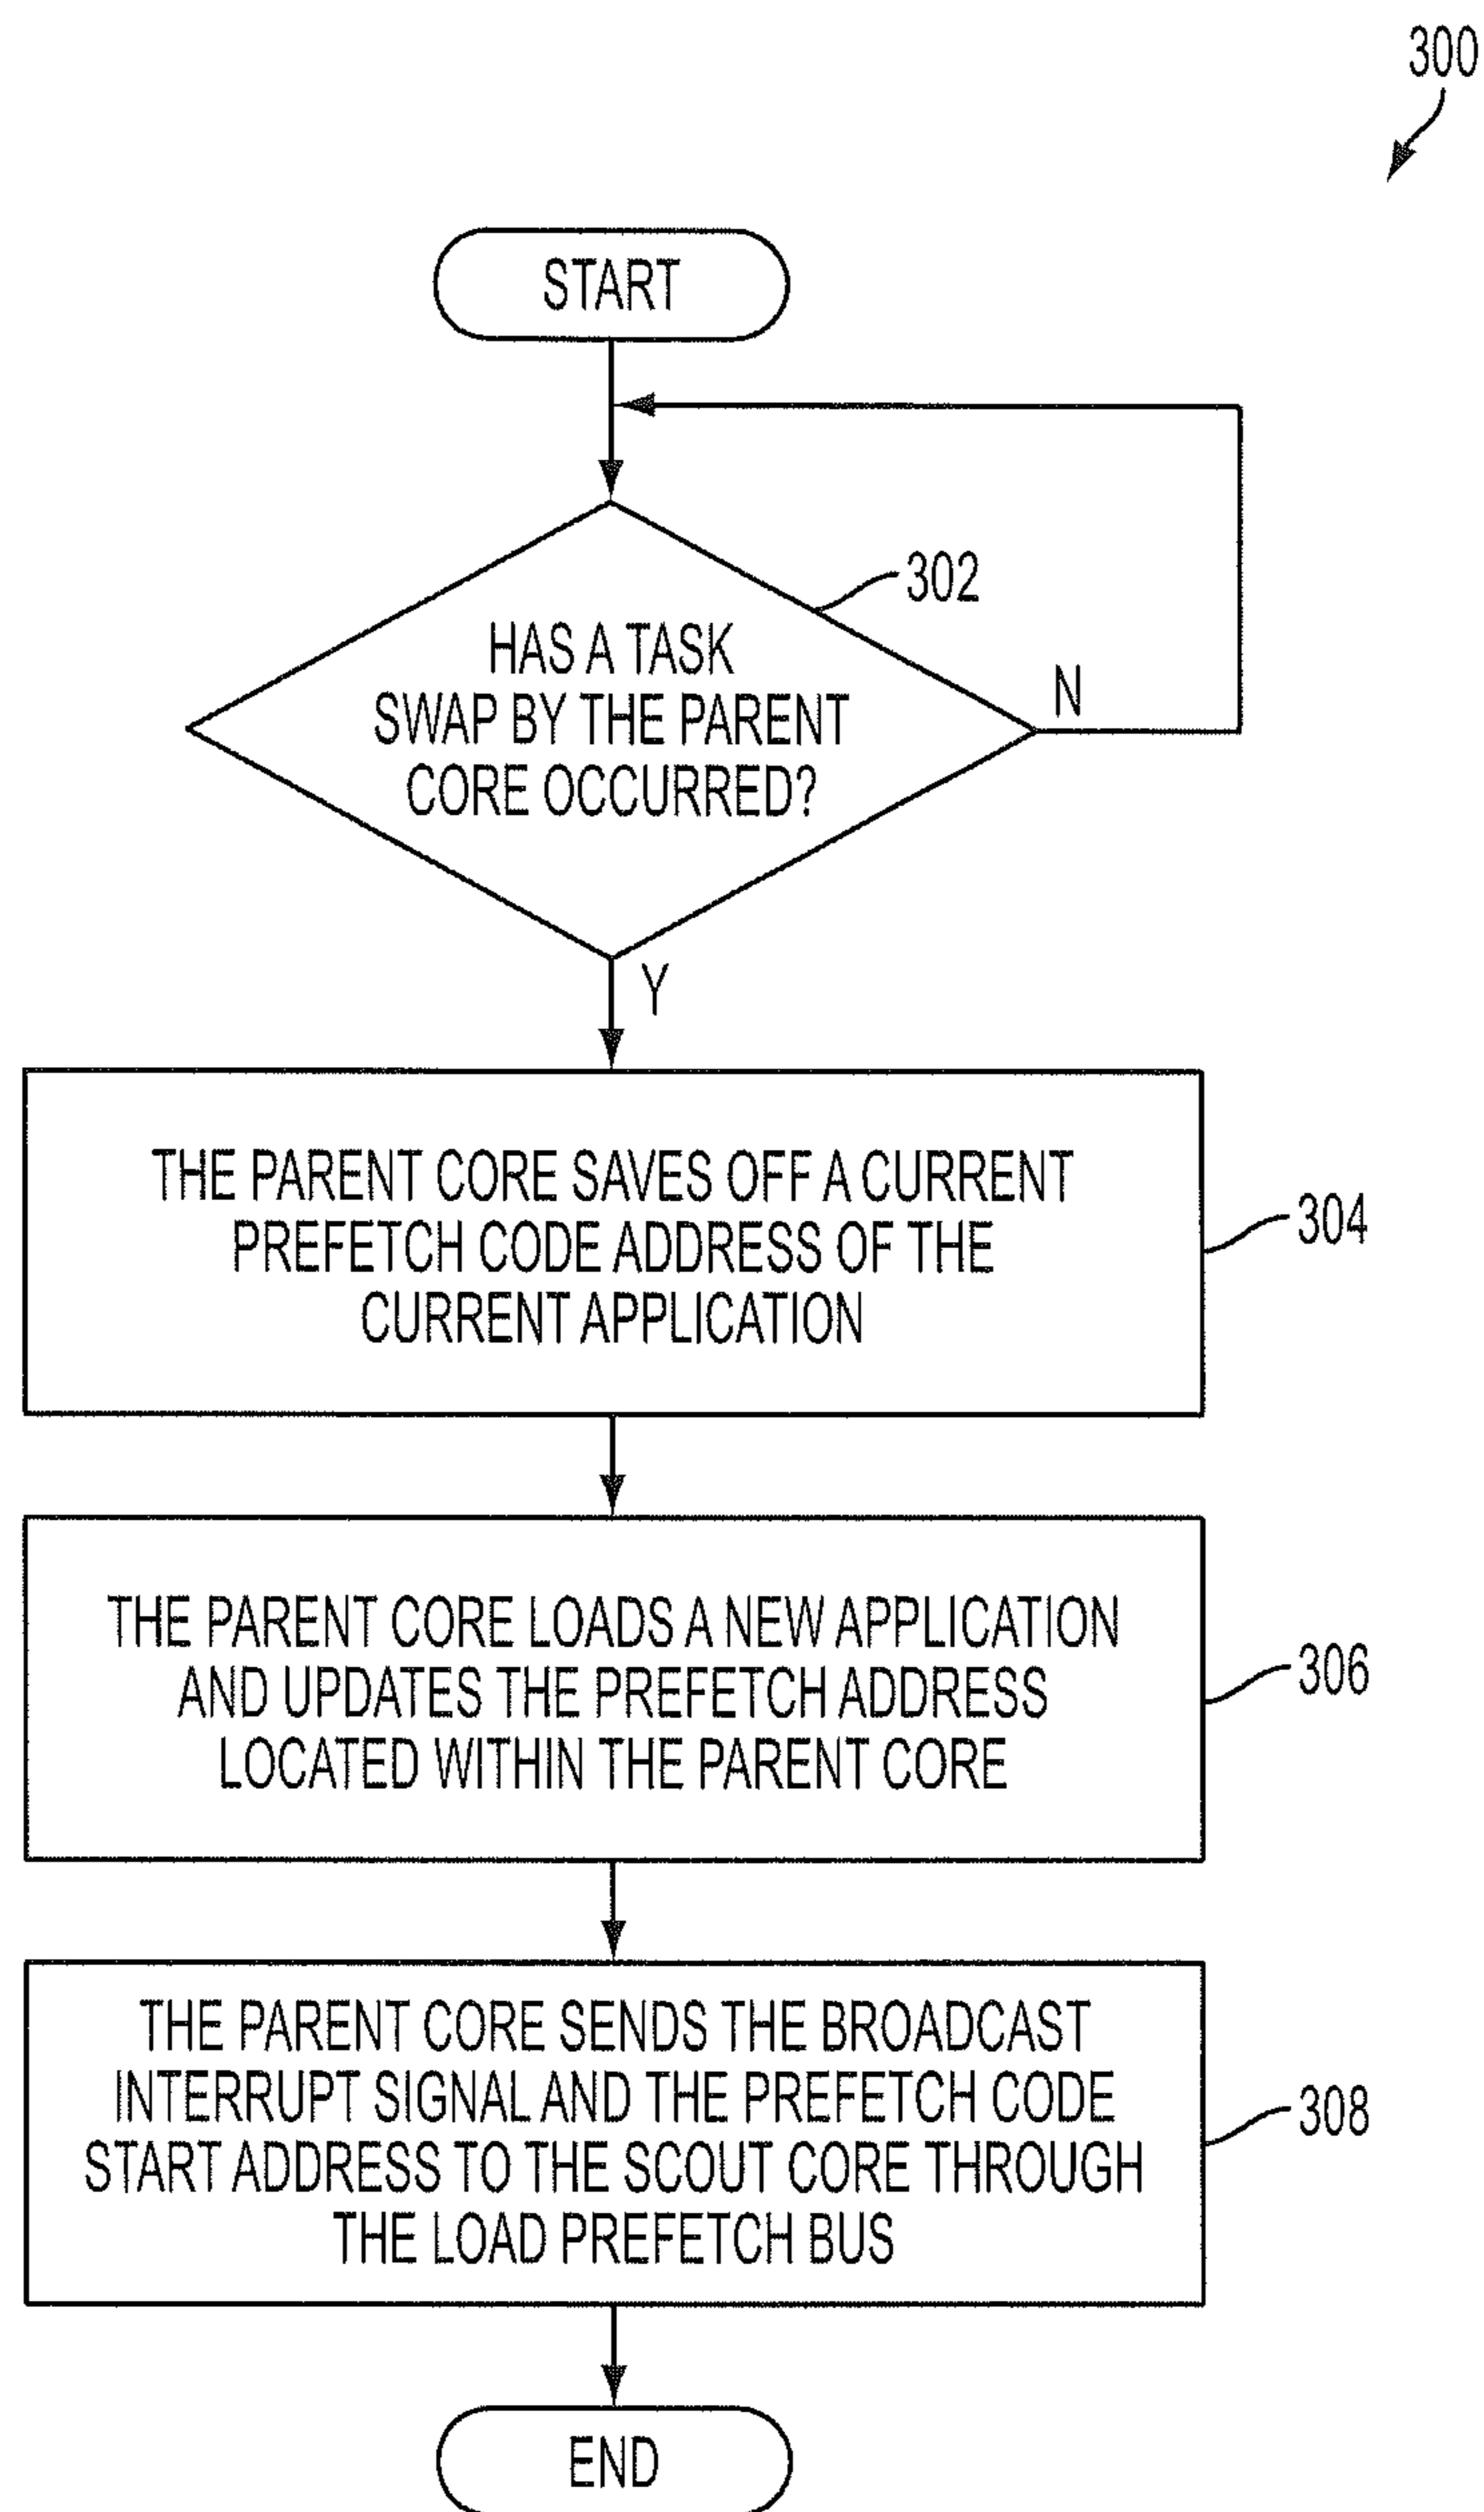 300
START
302
HAS A TASK
SWAP BY THE PARENT
CORE OCCURRED?
N
Y
THE PARENT CORE SAVES OFF A CURRENT
PREFETCH CODE ADDRESS OF THE
CURRENT APPLICATION
304
THE PARENT CORE LOADS A NEW APPLICATION
AND UPDATES THE PREFETCH ADDRESS
LOCATED WITHIN THE PARENT CORE
306
THE PARENT CORE SENDS THE BROADCAST
INTERRUPT SIGNAL AND THE PREFETCH CODE
START ADDRESS TO THE SCOUT CORE THROUGH
THE LOAD PREFETCH BUS
308
END